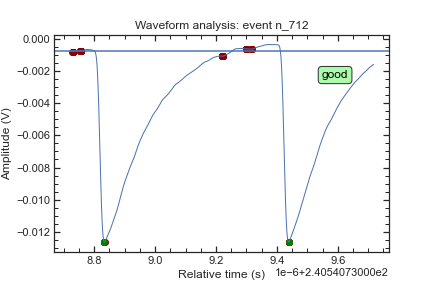 Waveform analysis: event n_712
0.000
−0.002
−0.004
−0.006
−0.008
−0.010
−0.012
Amplitude (V)
good
8.8
9.0
9.2
9.4
9.6
Relative time (s)
1e−6+2.4054073000e2